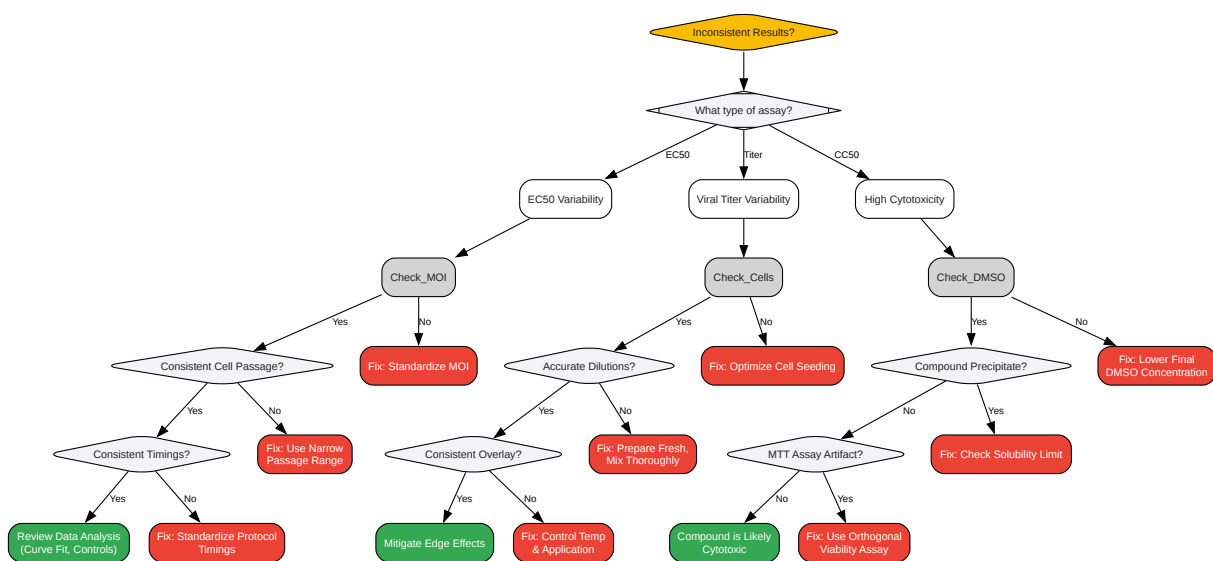 Inconsistent Results?
What type of assay?
EC50
Titer
CC50
EC50 Variability
Viral Titer Variability
High Cytotoxicity
Check_MOI
Check_Cells
Check_DMSO
Yes
No
Yes
No
Yes
No
Consistent Cell Passage?
Fix: Standardize MOI
Accurate Dilutions?
Fix: Optimize Cell Seeding
Compound Precipitate?
Fix: Lower Final
DMSO Concentration
Yes
No
Yes
No
No
Yes
Consistent Timings?
Fix: Use Narrow
Passage Range
Consistent Overlay?
Fix: Prepare Fresh,
Mix Thoroughly
MTT Assay Artifact?
Fix: Check Solubility Limit
Yes
No
Yes
No
No
Yes
Review Data Analysis
(Curve Fit, Controls)
Fix: Standardize Protocol
Timings
Mitigate Edge Effects
Fix: Control Temp
& Application
Compound is Likely
Cytotoxic
Fix: Use Orthogonal
Viability Assay